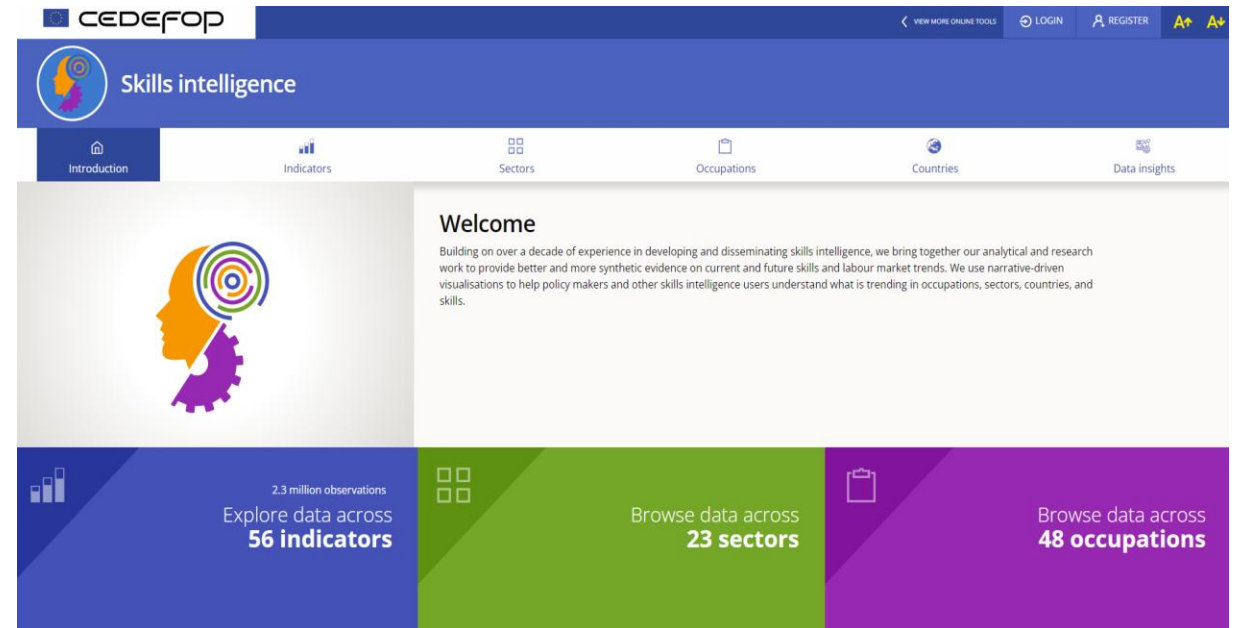 CEDEFOP
VIEW MORE ONLINE TOOLS
LOGIN
REGISTER
A
A
Skills intelligence
Introduction
Indicators
Sectors
Occupations
Countries
Data insights
Welcome
Building on over a decade of experience in developing and disseminating skills intelligence, we bring together our analytical and research
work to provide better and more synthetic evidence on current and future skills and labour market trends. We use narrative-driven
visualisations to help policy makers and other skills intelligence users understand what is trending in occupations, sectors, countries, and
skills.
2.3 million observations
Explore data across
56 indicators
Browse data across
23 sectors
Browse data across
48 occupations